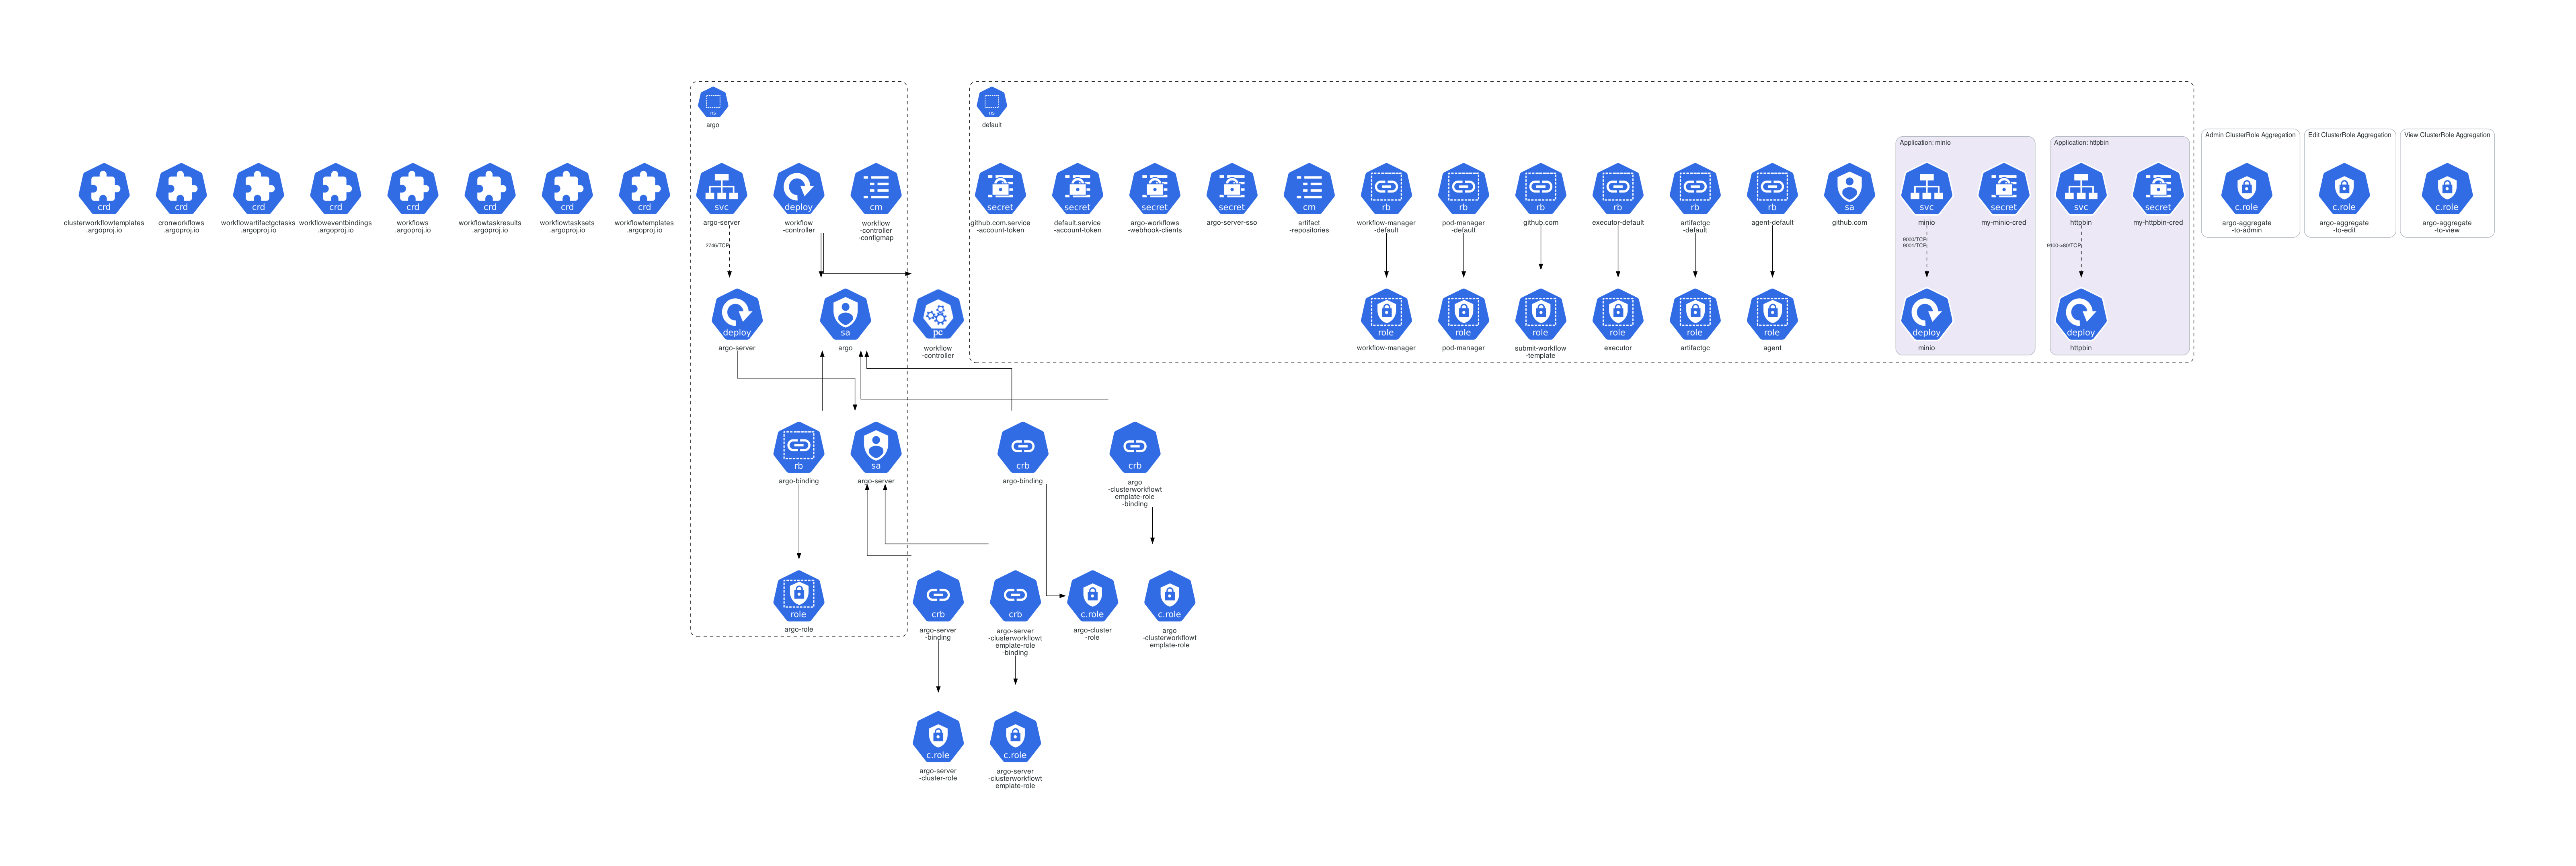 ns
argo
ns
default
Application: minio
Application: httpbin
Admin ClusterRole Aggregation
Edit ClusterRole Aggregation
View ClusterRole Aggregation
crd
clusterworkflowtemplates
.argoproj.io
crd
cronworkflows
.argoproj.io
crd
workflowartifactgctasks
.argoproj.io
crd
workfloweventbindings
.argoproj.io
crd
workflows
.argoproj.io
crd
workflowtaskresults
.argoproj.io
crd
workflowtasksets
.argoproj.io
crd
workflowtemplates
.argoproj.io
svc
argo-server
deploy
workflow
-controller
cm
workflow
-controller
-configmap
secret
github.com.service
-account-token
secret
default.service
-account-token
secret
argo-workflows
-webhook-clients
secret
argo-server-sso
cm
artifact
-repositories
rb
workflow-manager
-default
rb
pod-manager
-default
rb
github.com
rb
executor-default
rb
artifactgc
-default
rb
agent-default
sa
github.com
svc
minio
secret
my-minio-cred
svc
httpbin
secret
my-httpbin-cred
c.role
argo-aggregate
-to-admin
c.role
argo-aggregate
-to-edit
c.role
argo-aggregate
-to-view
2746/TCP
9000/TCP
9001/TCP
9100->80/TCP
deploy
argo-server
sa
argo
pc
workflow
-controller
role
workflow-manager
role
pod-manager
role
submit-workflow
-template
role
executor
role
artifactgc
role
agent
deploy
minio
deploy
httpbin
rb
argo-binding
sa
argo-server
crb
argo-binding
crb
argo
-clusterworkflowt
emplate-role
-binding
role
argo-role
crb
argo-server
-binding
crb
argo-server
-clusterworkflowt
emplate-role
-binding
c.role
argo-cluster
-role
c.role
argo
-clusterworkflowt
emplate-role
c.role
argo-server
-cluster-role
c.role
argo-server
-clusterworkflowt
emplate-role